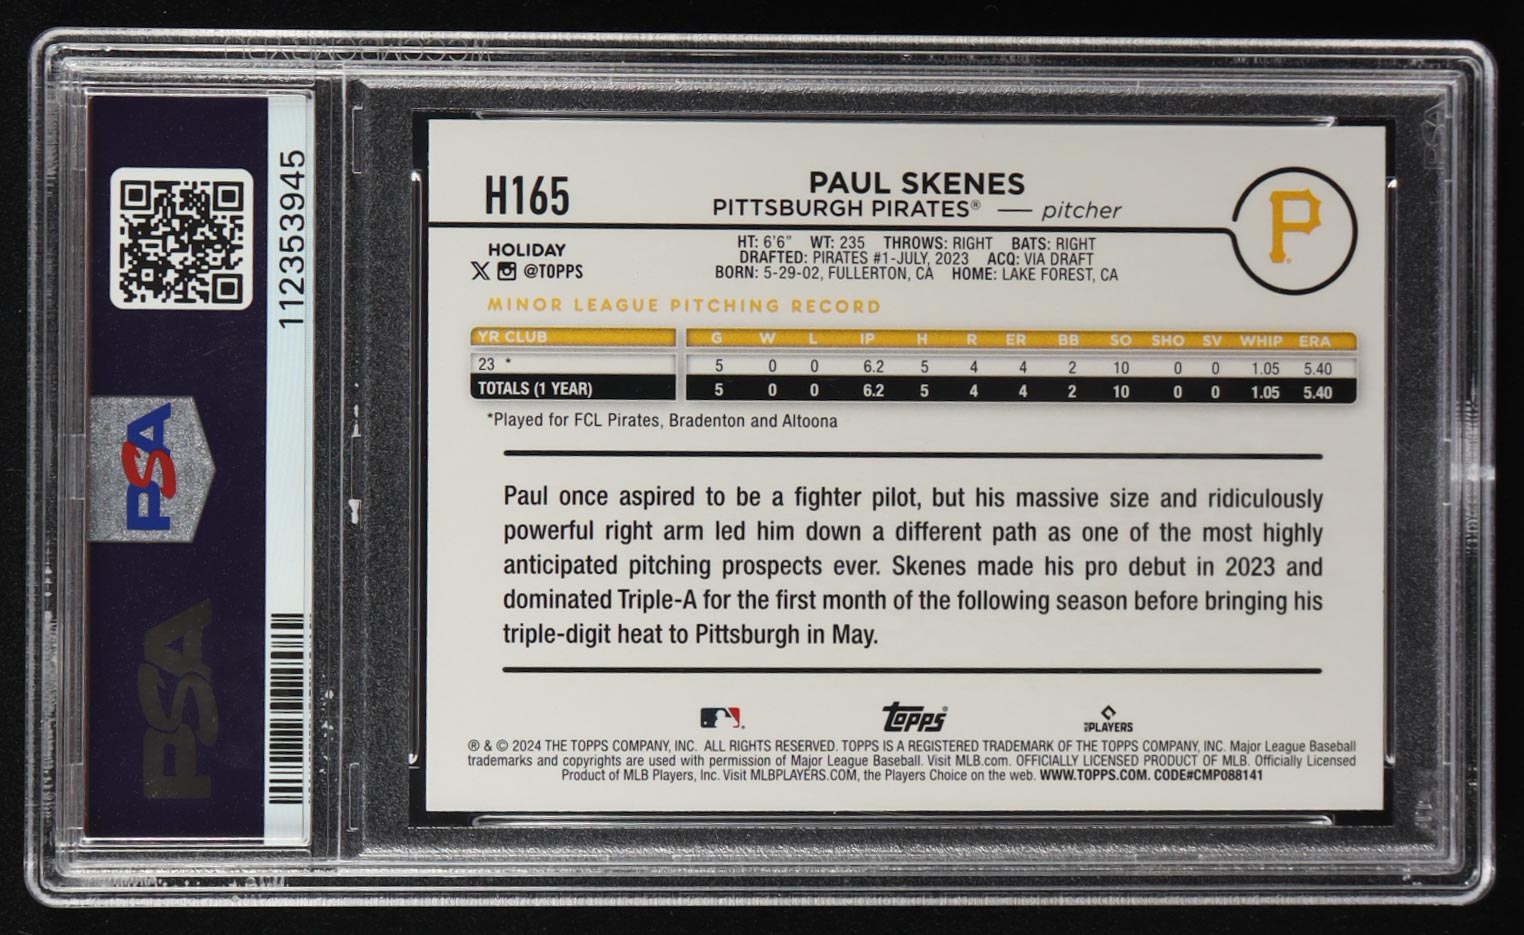 112353945
PSA
PSA
H165
PAUL SKENES
PITTSBURGH PIRATES® — pitcher
P
HOLIDAY
X @TOPPS
HT: 6'6" WT: 235 THROWS: RIGHT BATS: RIGHT
DRAFTED: PIRATES #1-JULY, 2023 ACQ: VIA DRAFT
BORN: 5-29-02, FULLERTON, CA HOME: LAKE FOREST, CA
MINOR LEAGUE PITCHING RECORD
YR CLUB G W L IP H R ER BB SO SHO SV WHIP ERA
23 * 5 0 0 6.2 5 4 4 2 10 0 0 1.05 5.40
TOTALS (1 YEAR) 5 0 0 6.2 5 4 4 2 10 0 0 1.05 5.40
*Played for FCL Pirates, Bradenton and Altoona
Paul once aspired to be a fighter pilot, but his massive size and ridiculously
powerful right arm led him down a different path as one of the most highly
anticipated pitching prospects ever. Skenes made his pro debut in 2023 and
dominated Triple-A for the first month of the following season before bringing his
triple-digit heat to Pittsburgh in May.
Topps®
MLB PLAYERS
® & © 2024 THE TOPPS COMPANY, INC. ALL RIGHTS RESERVED. TOPPS IS A REGISTERED TRADEMARK OF THE TOPPS COMPANY, INC. Major League Baseball
trademarks and copyrights are used with permission of Major League Baseball. Visit MLB.com. OFFICIALLY LICENSED PRODUCT OF MLB. Officially Licensed
Product of MLB Players, Inc. Visit MLBPLAYERS.COM, the Players Choice on the web. WWW.TOPPS.COM. CODE#CMP088141
PSA